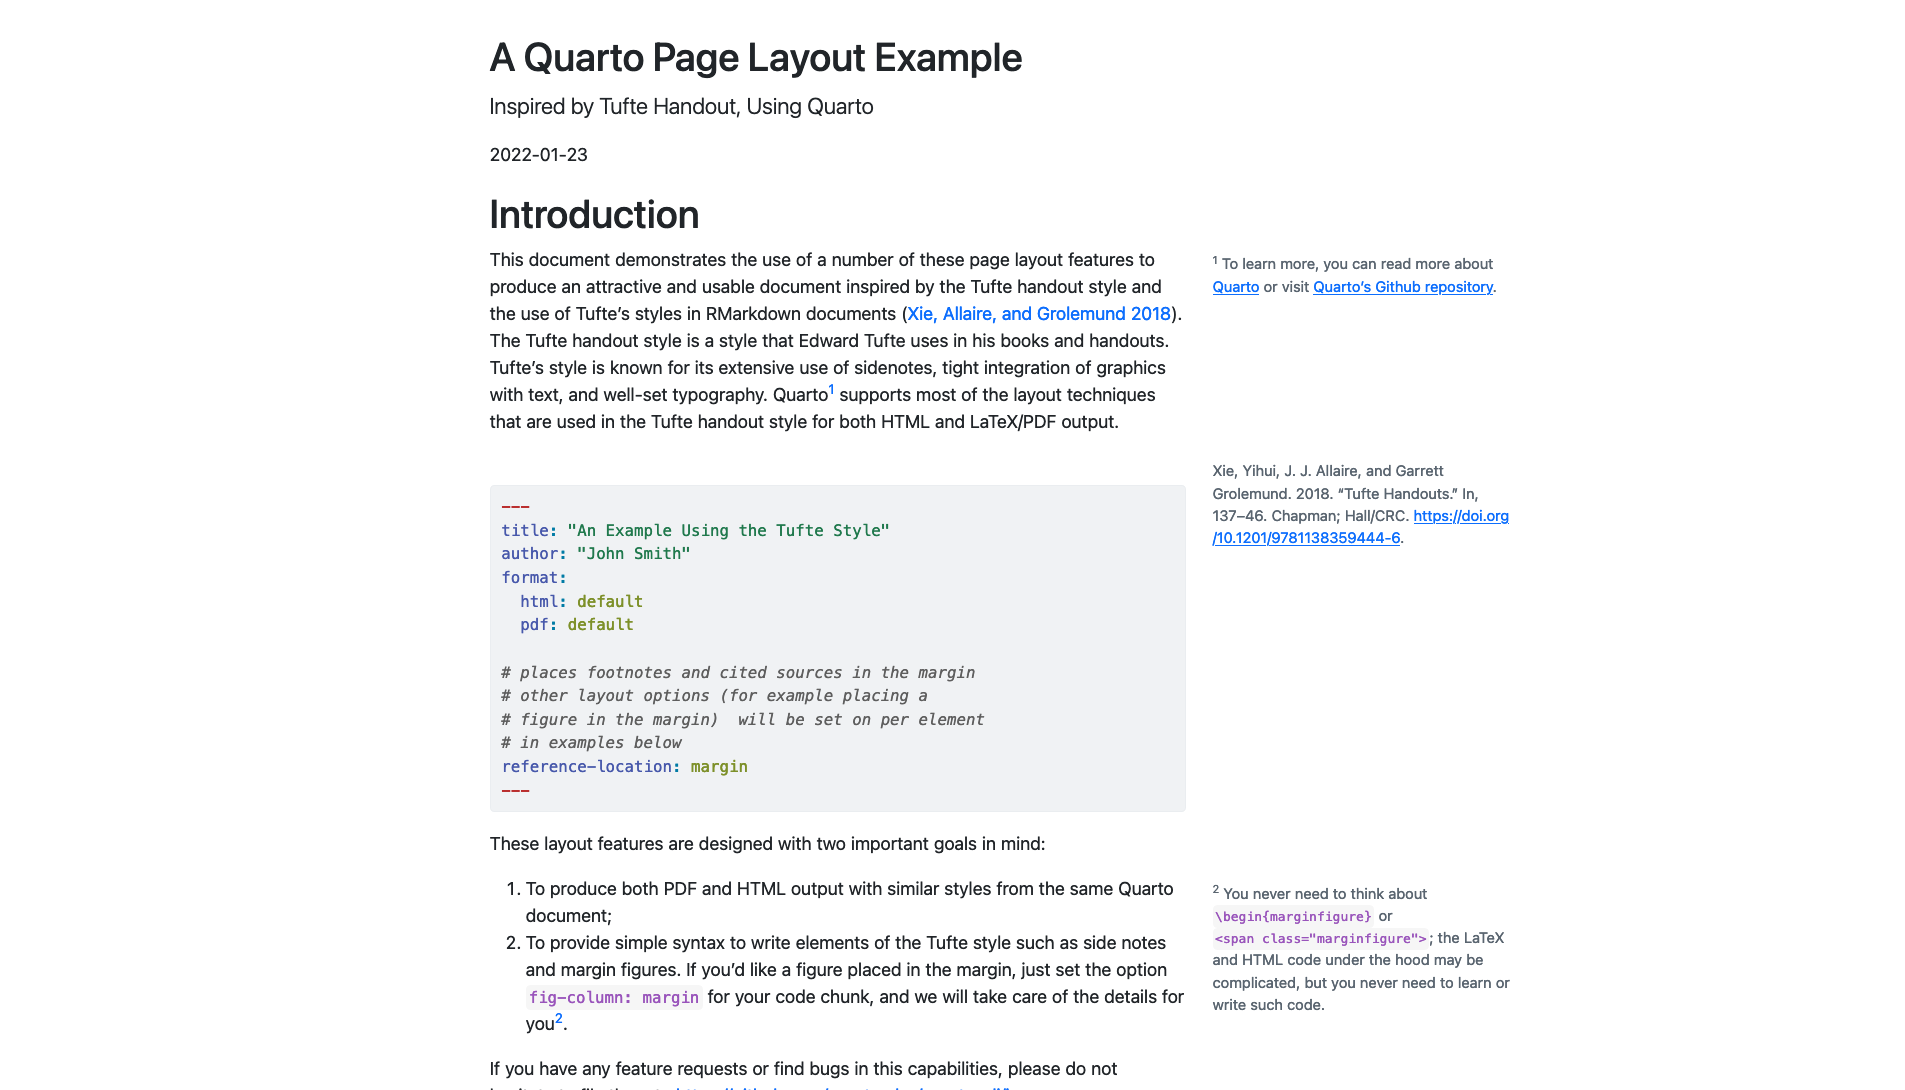 A Quarto Page Layout Example
Inspired by Tufte Handout, Using Quarto
2022-01-23
Introduction
This document demonstrates the use of a number of these page layout features to
produce an attractive and usable document inspired by the Tufte handout style and
the use of Tufte’s styles in RMarkdown documents (Xie, Allaire, and Grolemund 2018).
The Tufte handout style is a style that Edward Tufte uses in his books and handouts.
Tufte’s style is known for its extensive use of sidenotes, tight integration of graphics
with text, and well-set typography. Quarto1 supports most of the layout techniques
that are used in the Tufte handout style for both HTML and LaTeX/PDF output.
1 To learn more, you can read more about
Quarto or visit Quarto’s Github repository.
Xie, Yihui, J. J. Allaire, and Garrett
Grolemund. 2018. “Tufte Handouts.” In,
137–46. Chapman; Hall/CRC. https://doi.org
/10.1201/9781138359444-6.
---
title: "An Example Using the Tufte Style"
author: "John Smith"
format:
  html: default
  pdf: default
# places footnotes and cited sources in the margin
# other layout options (for example placing a
# figure in the margin)  will be set on per element
# in examples below
reference-location: margin
---
These layout features are designed with two important goals in mind:
1. To produce both PDF and HTML output with similar styles from the same Quarto
document;
2. To provide simple syntax to write elements of the Tufte style such as side notes
and margin figures. If you’d like a figure placed in the margin, just set the option
fig-column: margin for your code chunk, and we will take care of the details for
you2.
2 You never need to think about
\begin{marginfigure} or
<span class="marginfigure">; the LaTeX
and HTML code under the hood may be
complicated, but you never need to learn or
write such code.
If you have any feature requests or find bugs in this capabilities, please do not